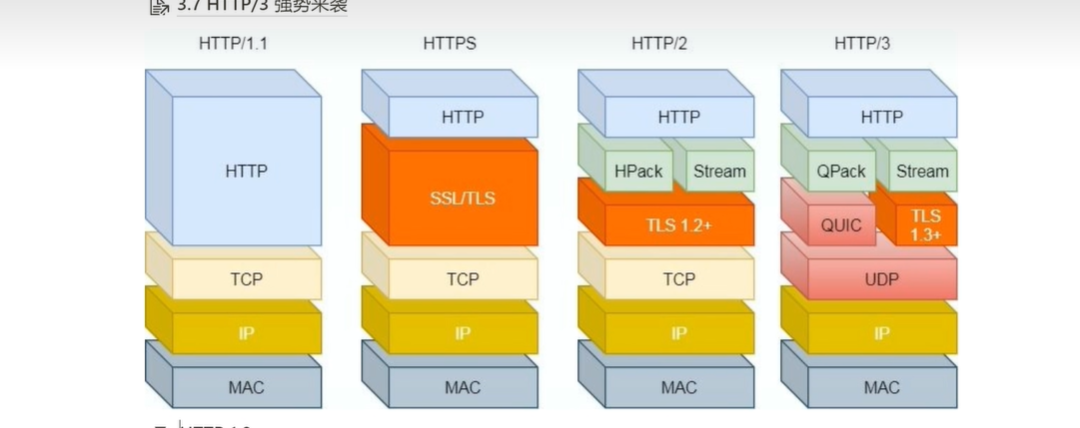 3.7 HTTP/3 强势来袭
HTTP/1.1 HTTPS HTTP/2 HTTP/3
HTTP HTTP HTTP HTTP
SSL/TLS HPack Stream QPack Stream
TLS 1.2+ QUIC TLS 1.3+
TCP TCP TCP UDP
IP IP IP IP
MAC MAC MAC MAC